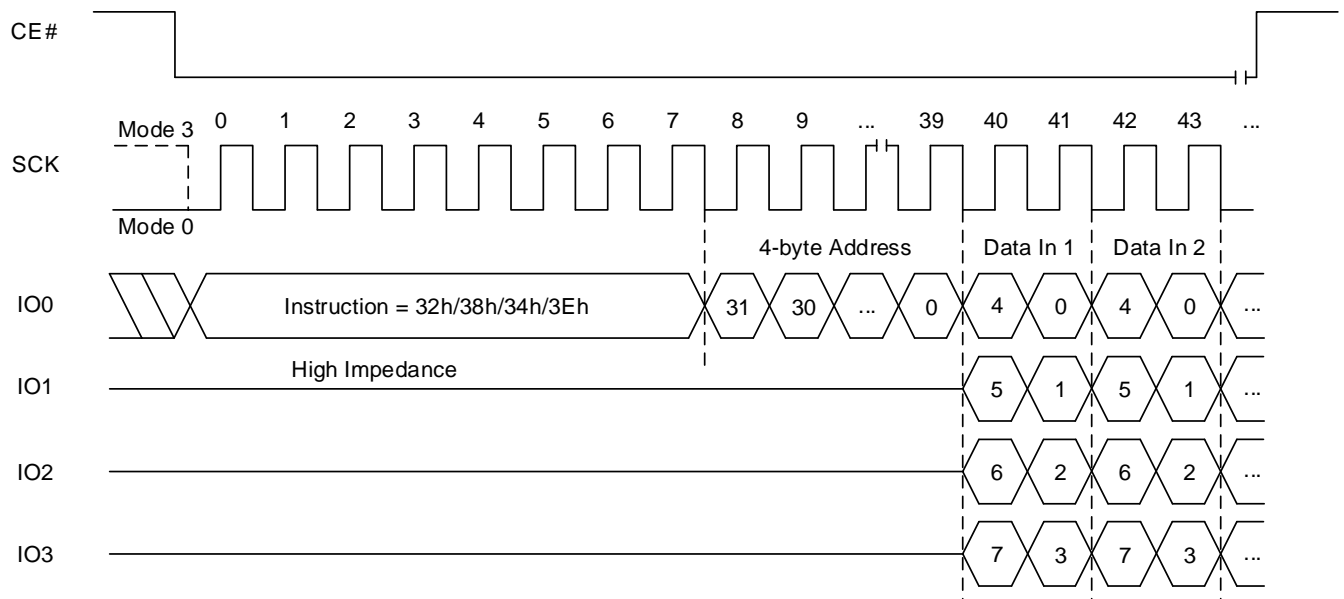 CE#
0 1 2 3 4 5 6 7 8 9 ... 39 40 41 42 43 ...
Mode 3
SCK
Mode 0
4-byte Address Data In 1 Data In 2
IO0 Instruction = 32h/38h/34h/3Eh 31 30 ... 0 4 0 4 0 ...
High Impedance
IO1 5 1 5 1 ...
IO2 6 2 6 2 ...
IO3 7 3 7 3 ...